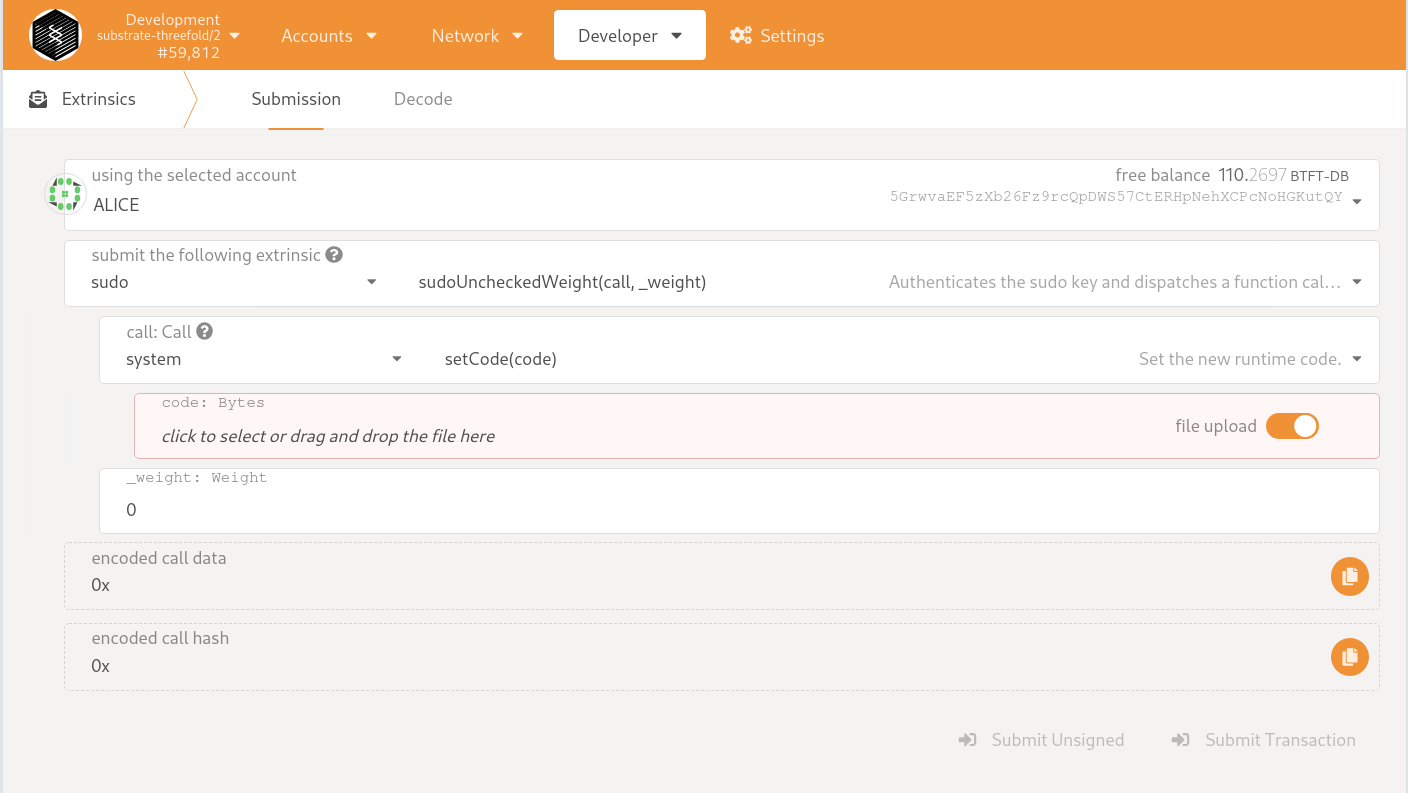 Development
substrate-threefold/2
#59,812
Accounts
Network
Developer
Settings
Extrinsics
Submission
Decode
using the selected account
free balance 110.2697 BTFT-DB
ALICE
5GrwvaEF5zXb26Fz9rcQpDWS57CtERHpNehXCPcNoHGKutQY
submit the following extrinsic
sudo
sudoUncheckedWeight(call, _weight)
Authenticates the sudo key and dispatches a function cal…
call: Call
system
setCode(code)
Set the new runtime code.
code: Bytes
click to select or drag and drop the file here
file upload
_weight: Weight
0
encoded call data
0x
encoded call hash
0x
Submit Unsigned
Submit Transaction